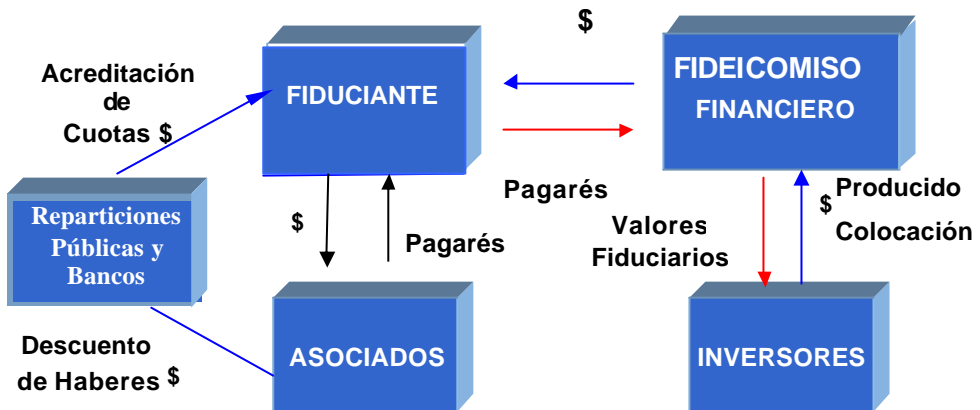 $
Acreditación
de
Cuotas $
FIDUCIANTE
FIDEICOMISO
FINANCIERO
Pagarés
Reparticiones
Públicas y
Bancos
$
Pagarés
Valores
Fiduciarios
$ Producido
Colocación
Descuento
de Haberes $
ASOCIADOS
INVERSORES